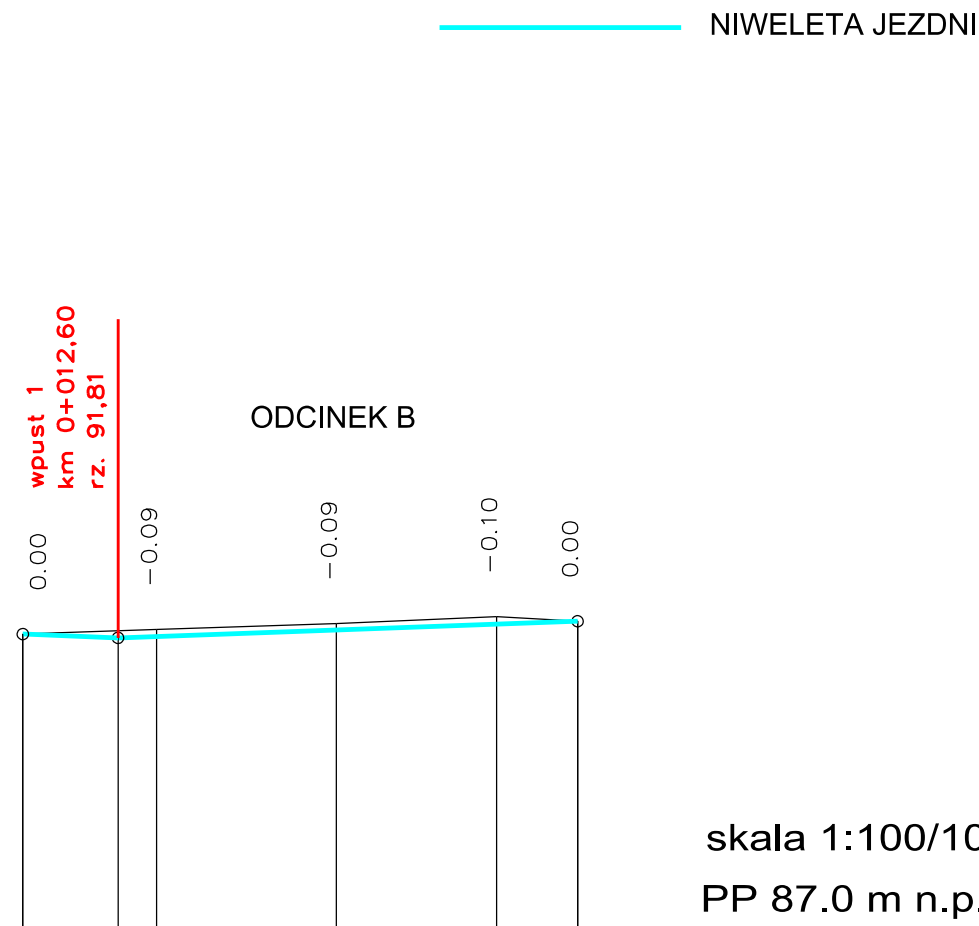 NIWELETA JEZDNI
wpust 1
km 0+012,60
rz. 91,81
ODCINEK B
0.00
−0.09
−0.09
−0.10
0.00
skala 1:100/10
PP 87.0 m n.p.